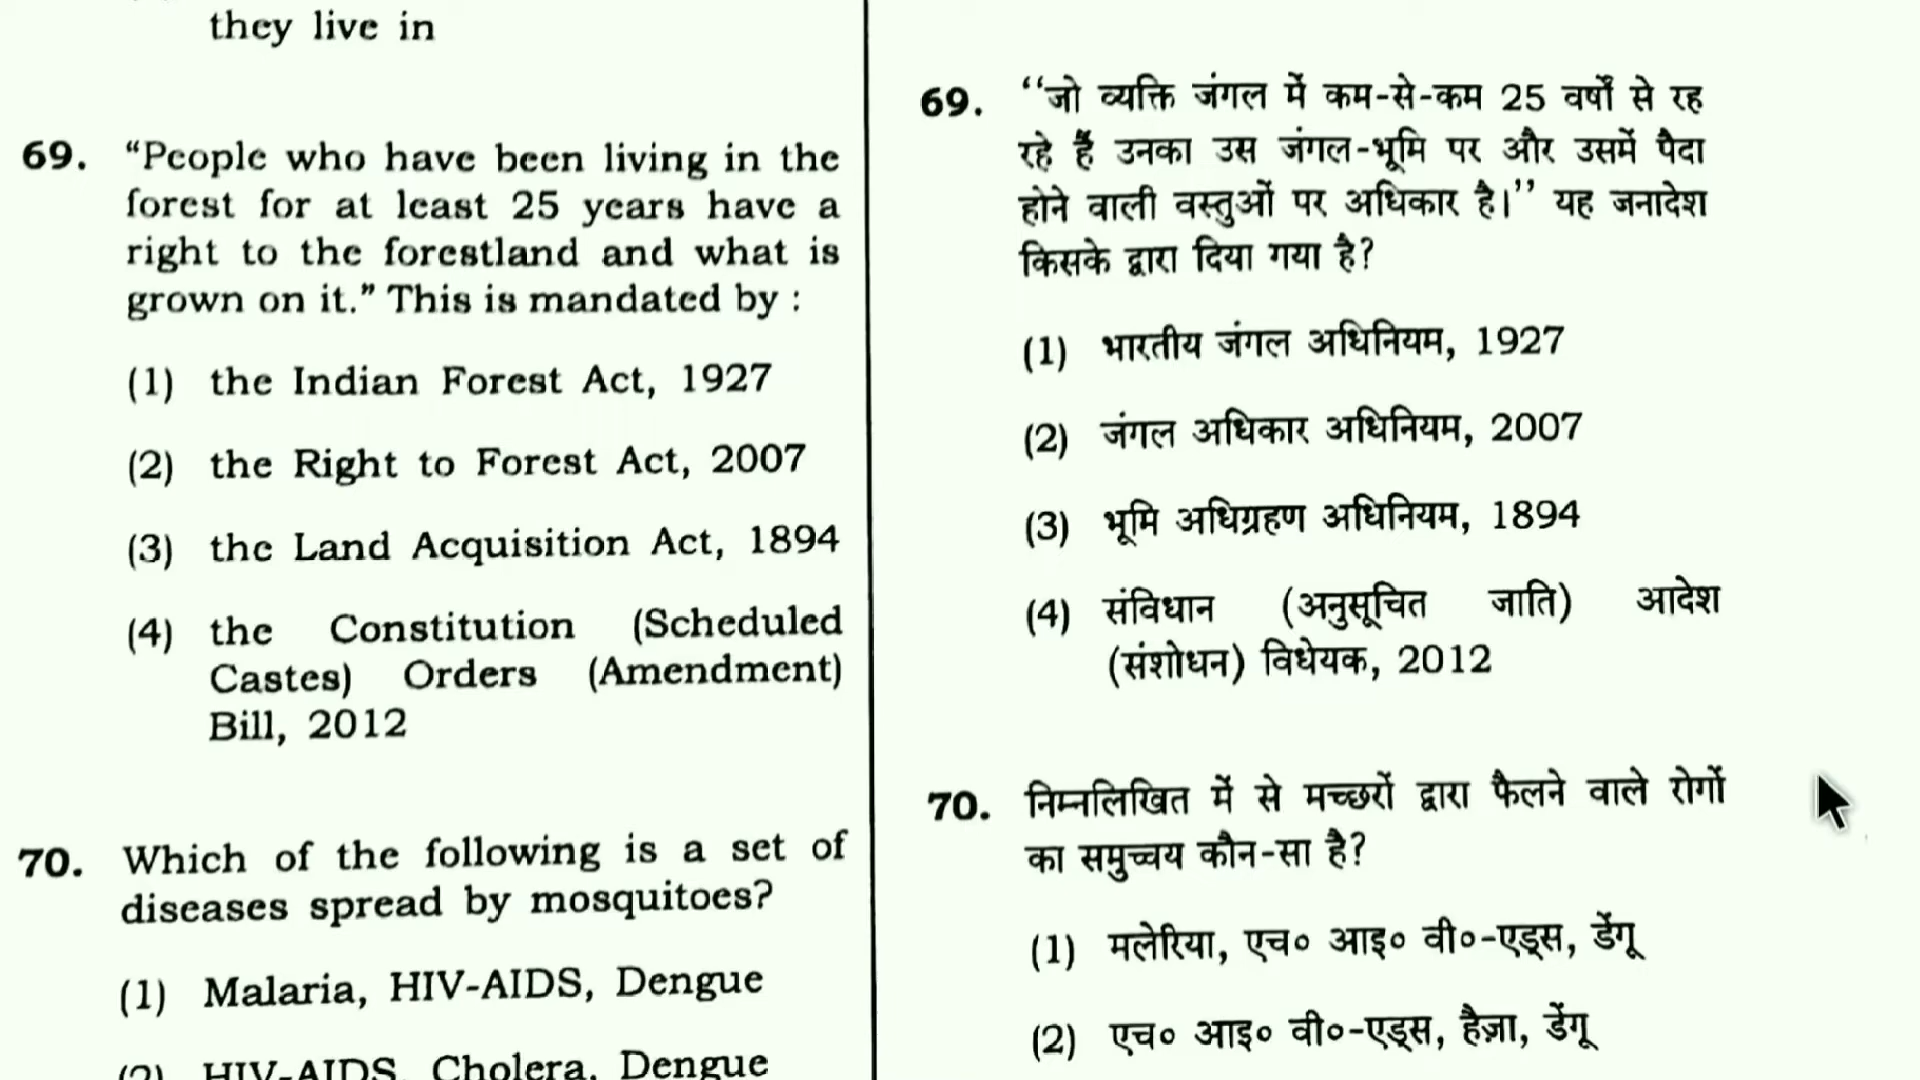 they live in
69. “People who have been living in the
forest for at least 25 years have a
right to the forestland and what is
grown on it.” This is mandated by :
(1) the Indian Forest Act, 1927
(2) the Right to Forest Act, 2007
(3) the Land Acquisition Act, 1894
(4) the Constitution (Scheduled
Castes) Orders (Amendment)
Bill, 2012
70. Which of the following is a set of
diseases spread by mosquitoes?
(1) Malaria, HIV-AIDS, Dengue
(2) HIV-AIDS, Cholera, Dengue
69. “जो व्यक्ति जंगल में कम-से-कम 25 वर्षों से रह
रहे हैं उनका उस जंगल-भूमि पर और उसमें पैदा
होने वाली वस्तुओं पर अधिकार है।” यह जनादेश
किसके द्वारा दिया गया है?
(1) भारतीय जंगल अधिनियम, 1927
(2) जंगल अधिकार अधिनियम, 2007
(3) भूमि अधिग्रहण अधिनियम, 1894
(4) संविधान (अनुसूचित जाति) आदेश
(संशोधन) विधेयक, 2012
70. निम्नलिखित में से मच्छरों द्वारा फैलने वाले रोगों
का समुच्चय कौन-सा है?
(1) मलेरिया, एच० आइ० वी०-एड्स, डेंगू
(2) एच० आइ० वी०-एड्स, हैज़ा, डेंगू